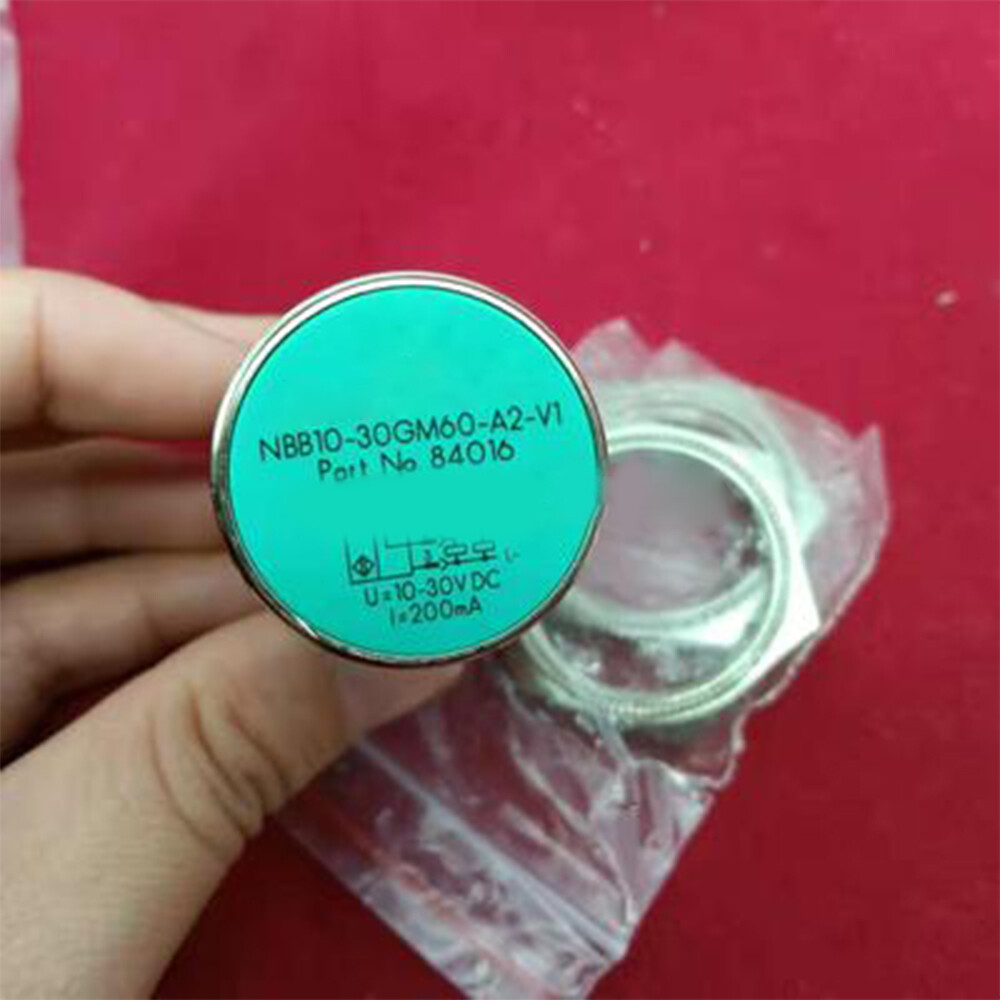 NBB10-30GM60-A2-V1
Part No. 84016
L-
U=10-30VDC
I=200mA